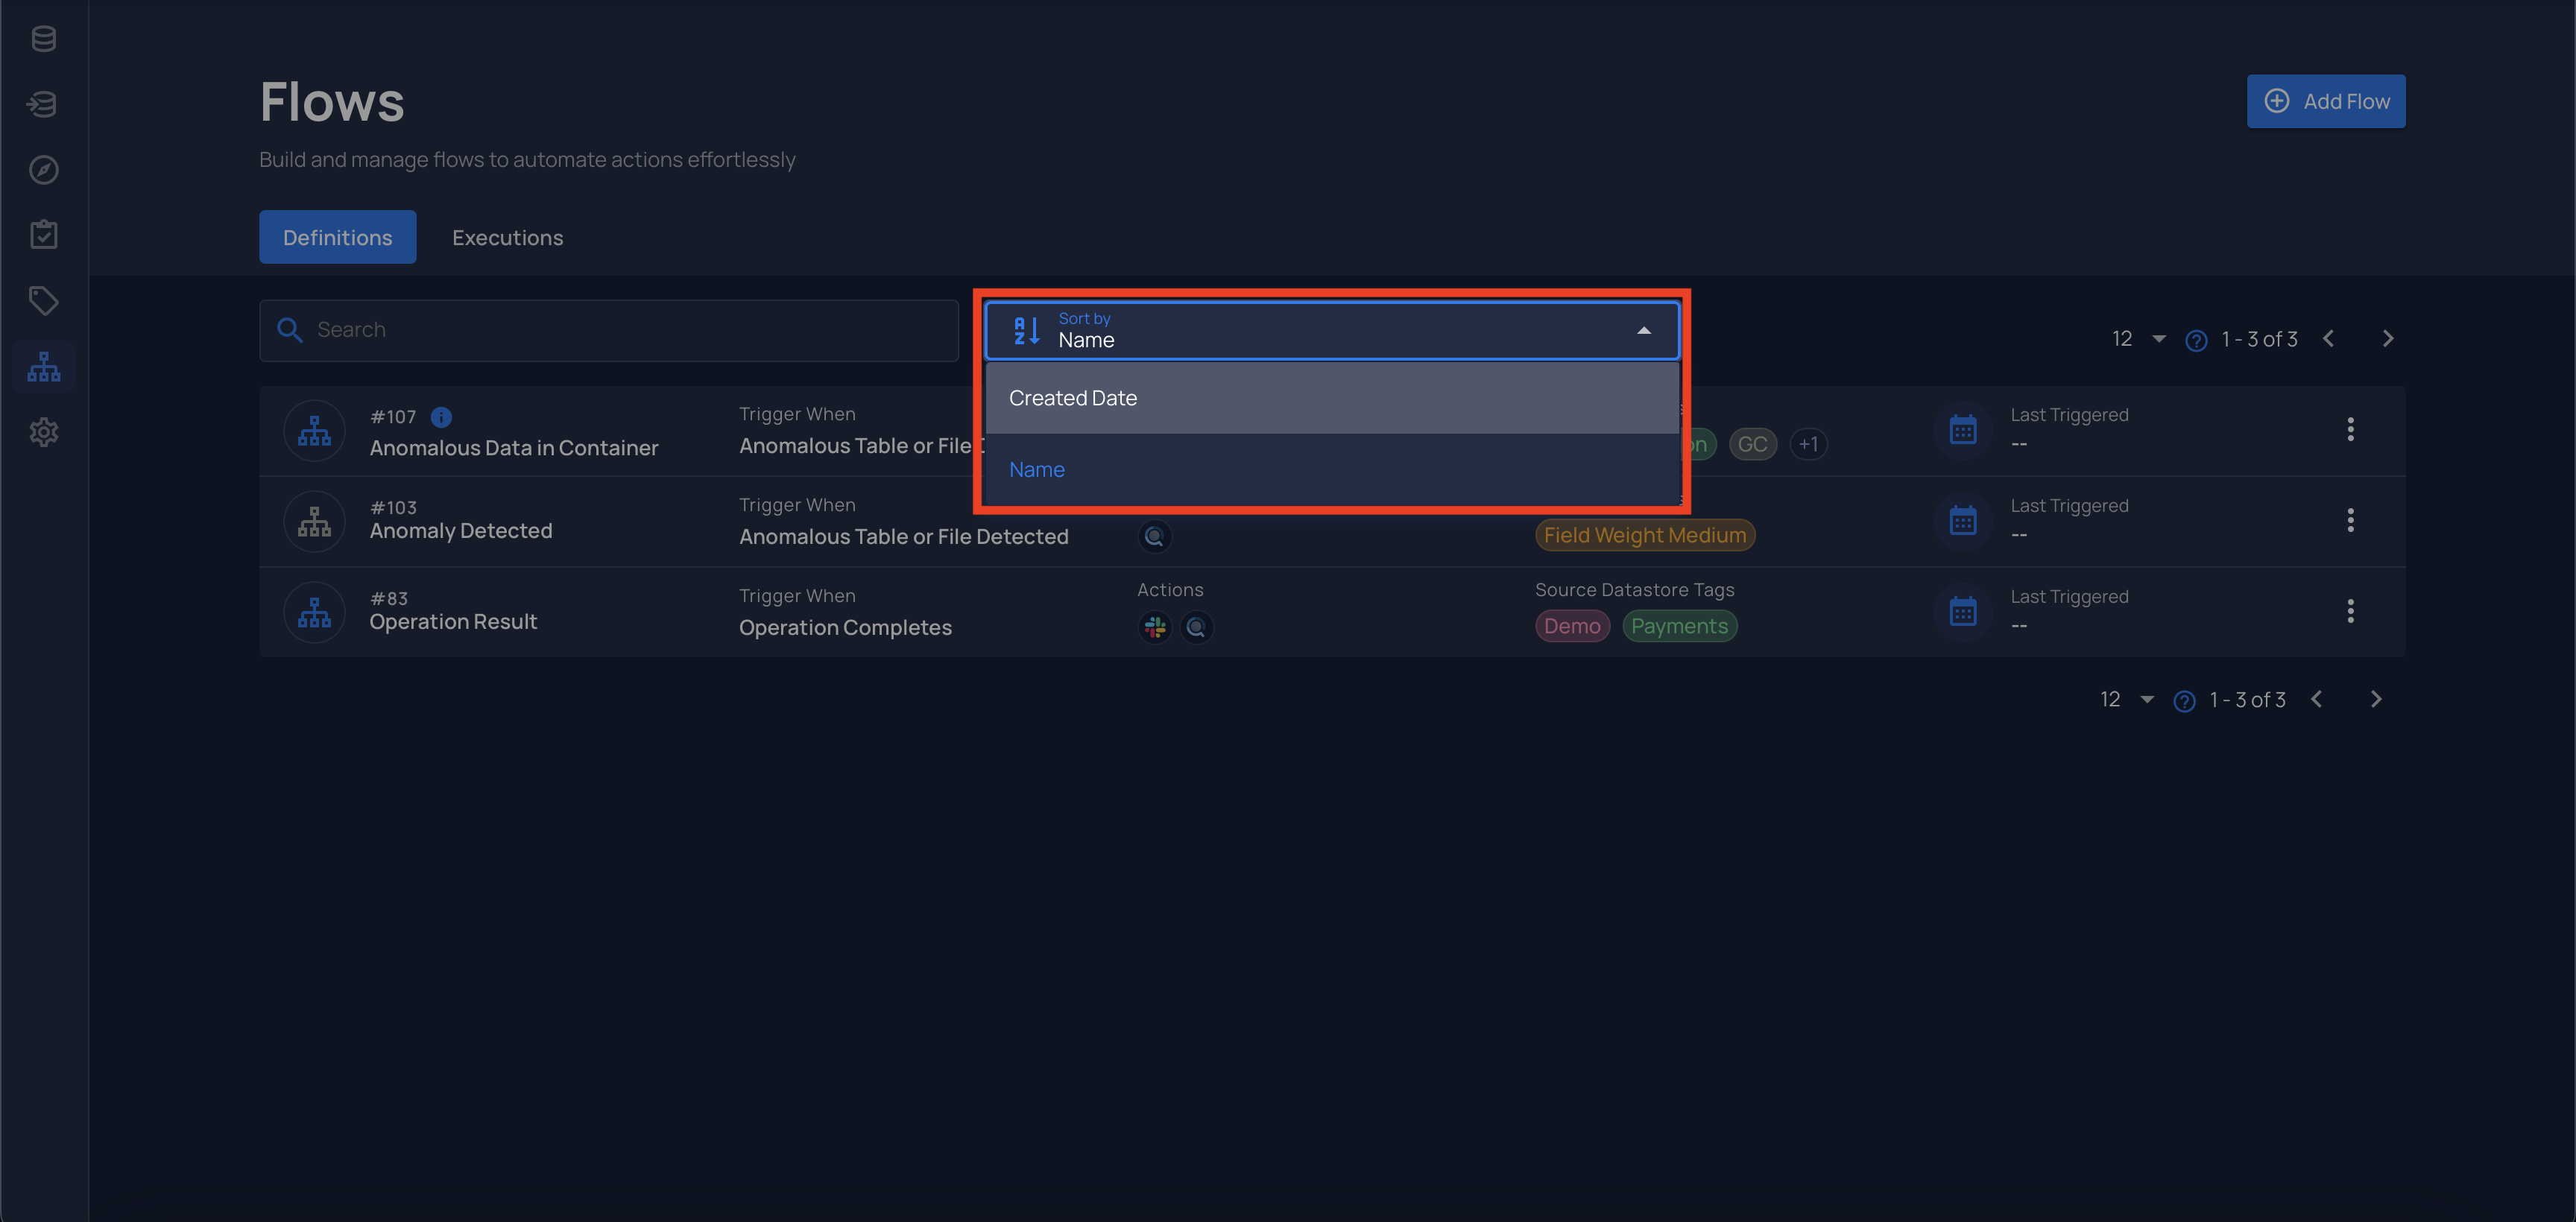 Flows
Add Flow
Build and manage flows to automate actions effortlessly
Definitions
Executions
Search
Sort by
Name
12
1 - 3 of 3
Created Date
Name
#107
Anomalous Data in Container
Trigger When
Anomalous Table or File
GC
+1
Last Triggered
--
#103
Anomaly Detected
Trigger When
Anomalous Table or File Detected
Field Weight Medium
Last Triggered
--
#83
Operation Result
Trigger When
Operation Completes
Actions
Source Datastore Tags
Demo
Payments
Last Triggered
--
12
1 - 3 of 3